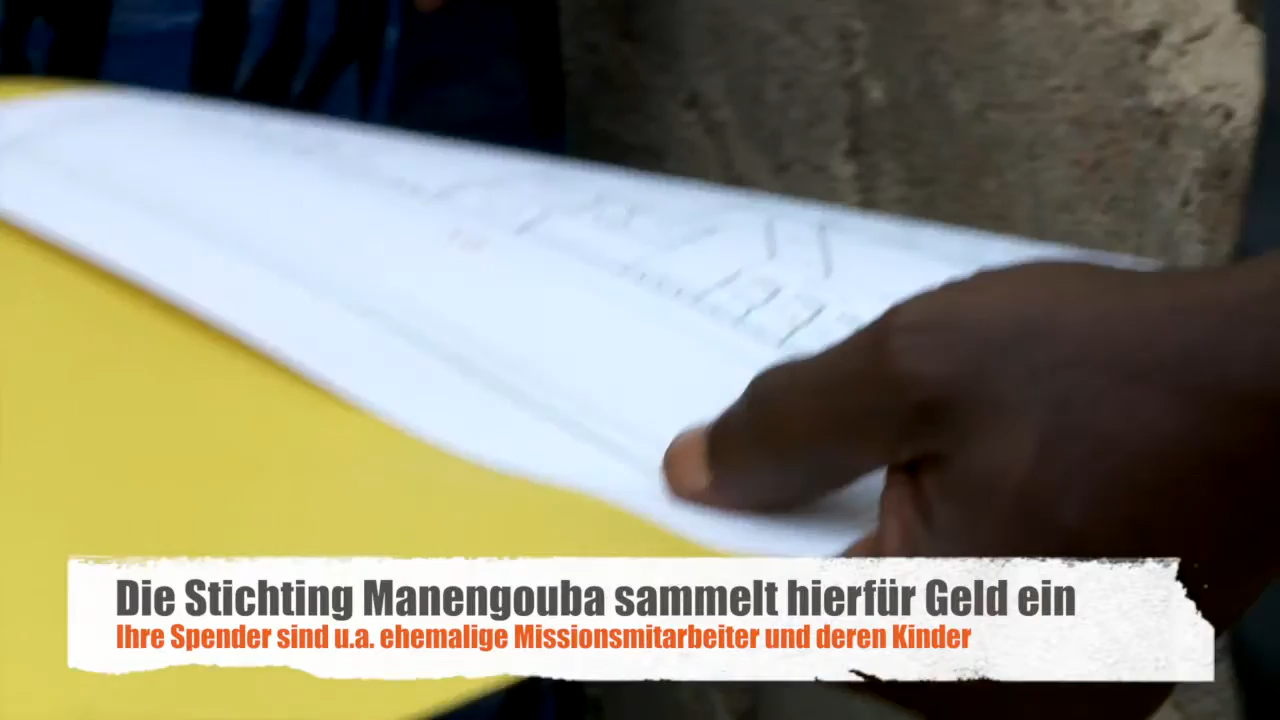 Die Stichting Manengouba sammelt hierfür Geld ein
Ihre Spender sind u.a. ehemalige Missionsmitarbeiter und deren Kinder